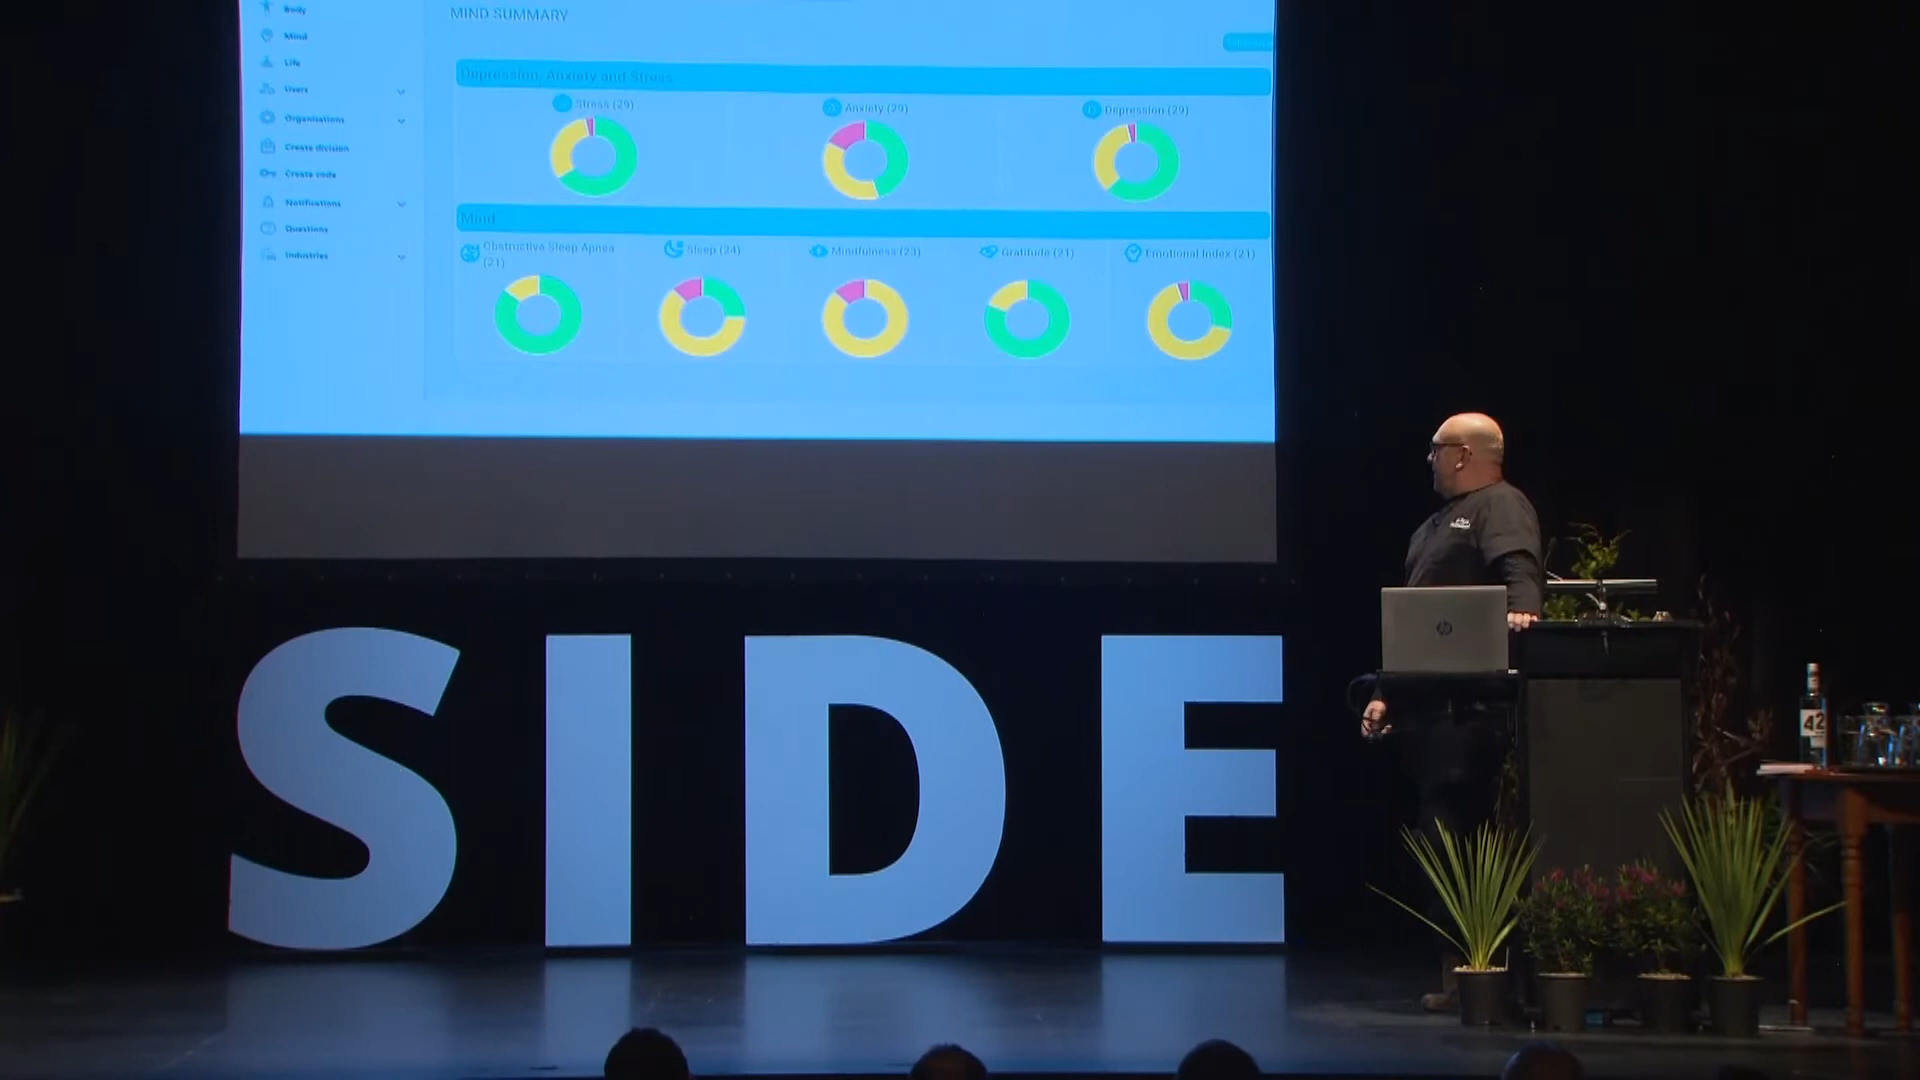 Body
MIND SUMMARY
Mind
Life
Depression, Anxiety and Stress
Users
Stress (29)
Anxiety (29)
Depression (29)
Organisations
Create division
Create code
Notifications
Mind
Questions
Obstructive Sleep Apnea
(21)
Sleep (24)
Mindfulness (23)
Gratitude (21)
Emotional Index (21)
Industries
SIDE
hp
42